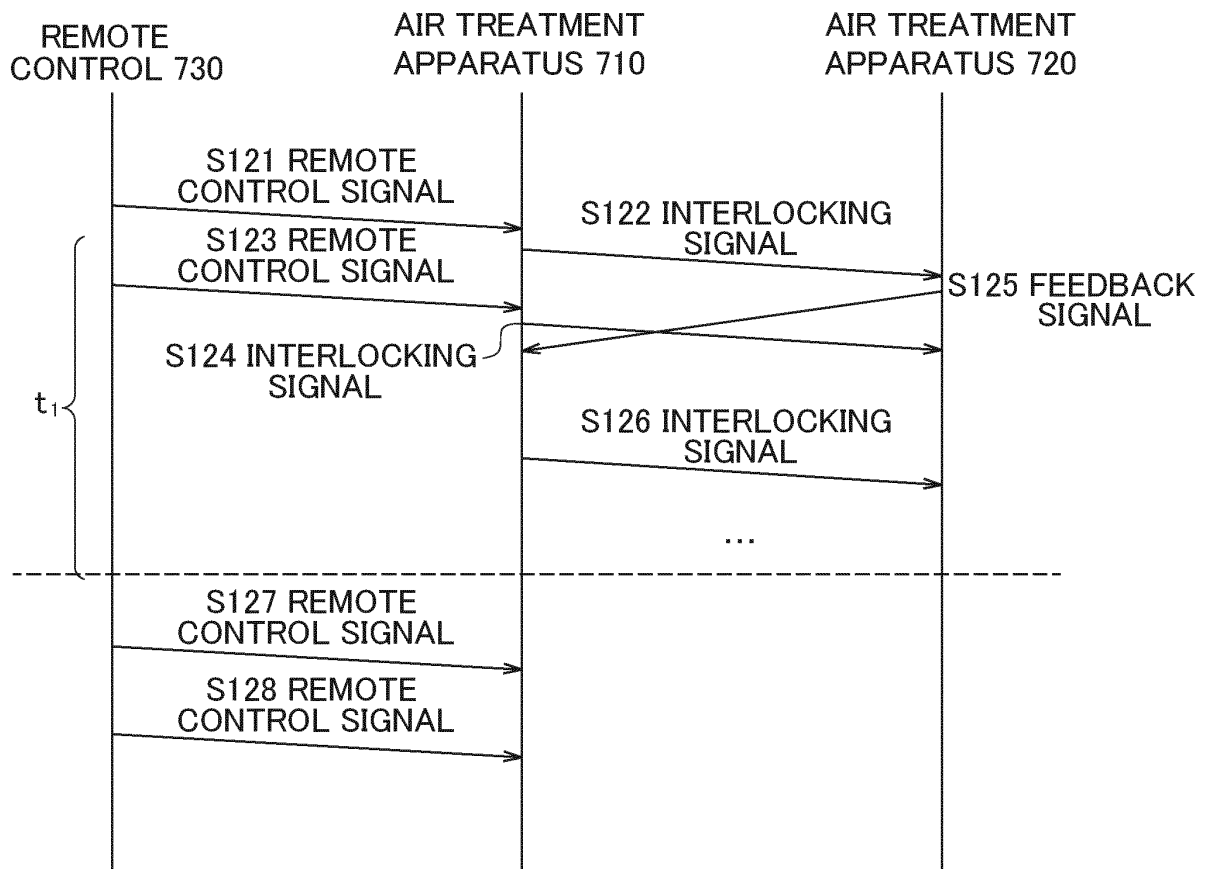 REMOTE
CONTROL 730
AIR TREATMENT
APPARATUS 710
AIR TREATMENT
APPARATUS 720
S121 REMOTE
CONTROL SIGNAL
S122 INTERLOCKING
SIGNAL
S123 REMOTE
CONTROL SIGNAL
S125 FEEDBACK
SIGNAL
S124 INTERLOCKING
SIGNAL
t₁
S126 INTERLOCKING
SIGNAL
...
S127 REMOTE
CONTROL SIGNAL
S128 REMOTE
CONTROL SIGNAL